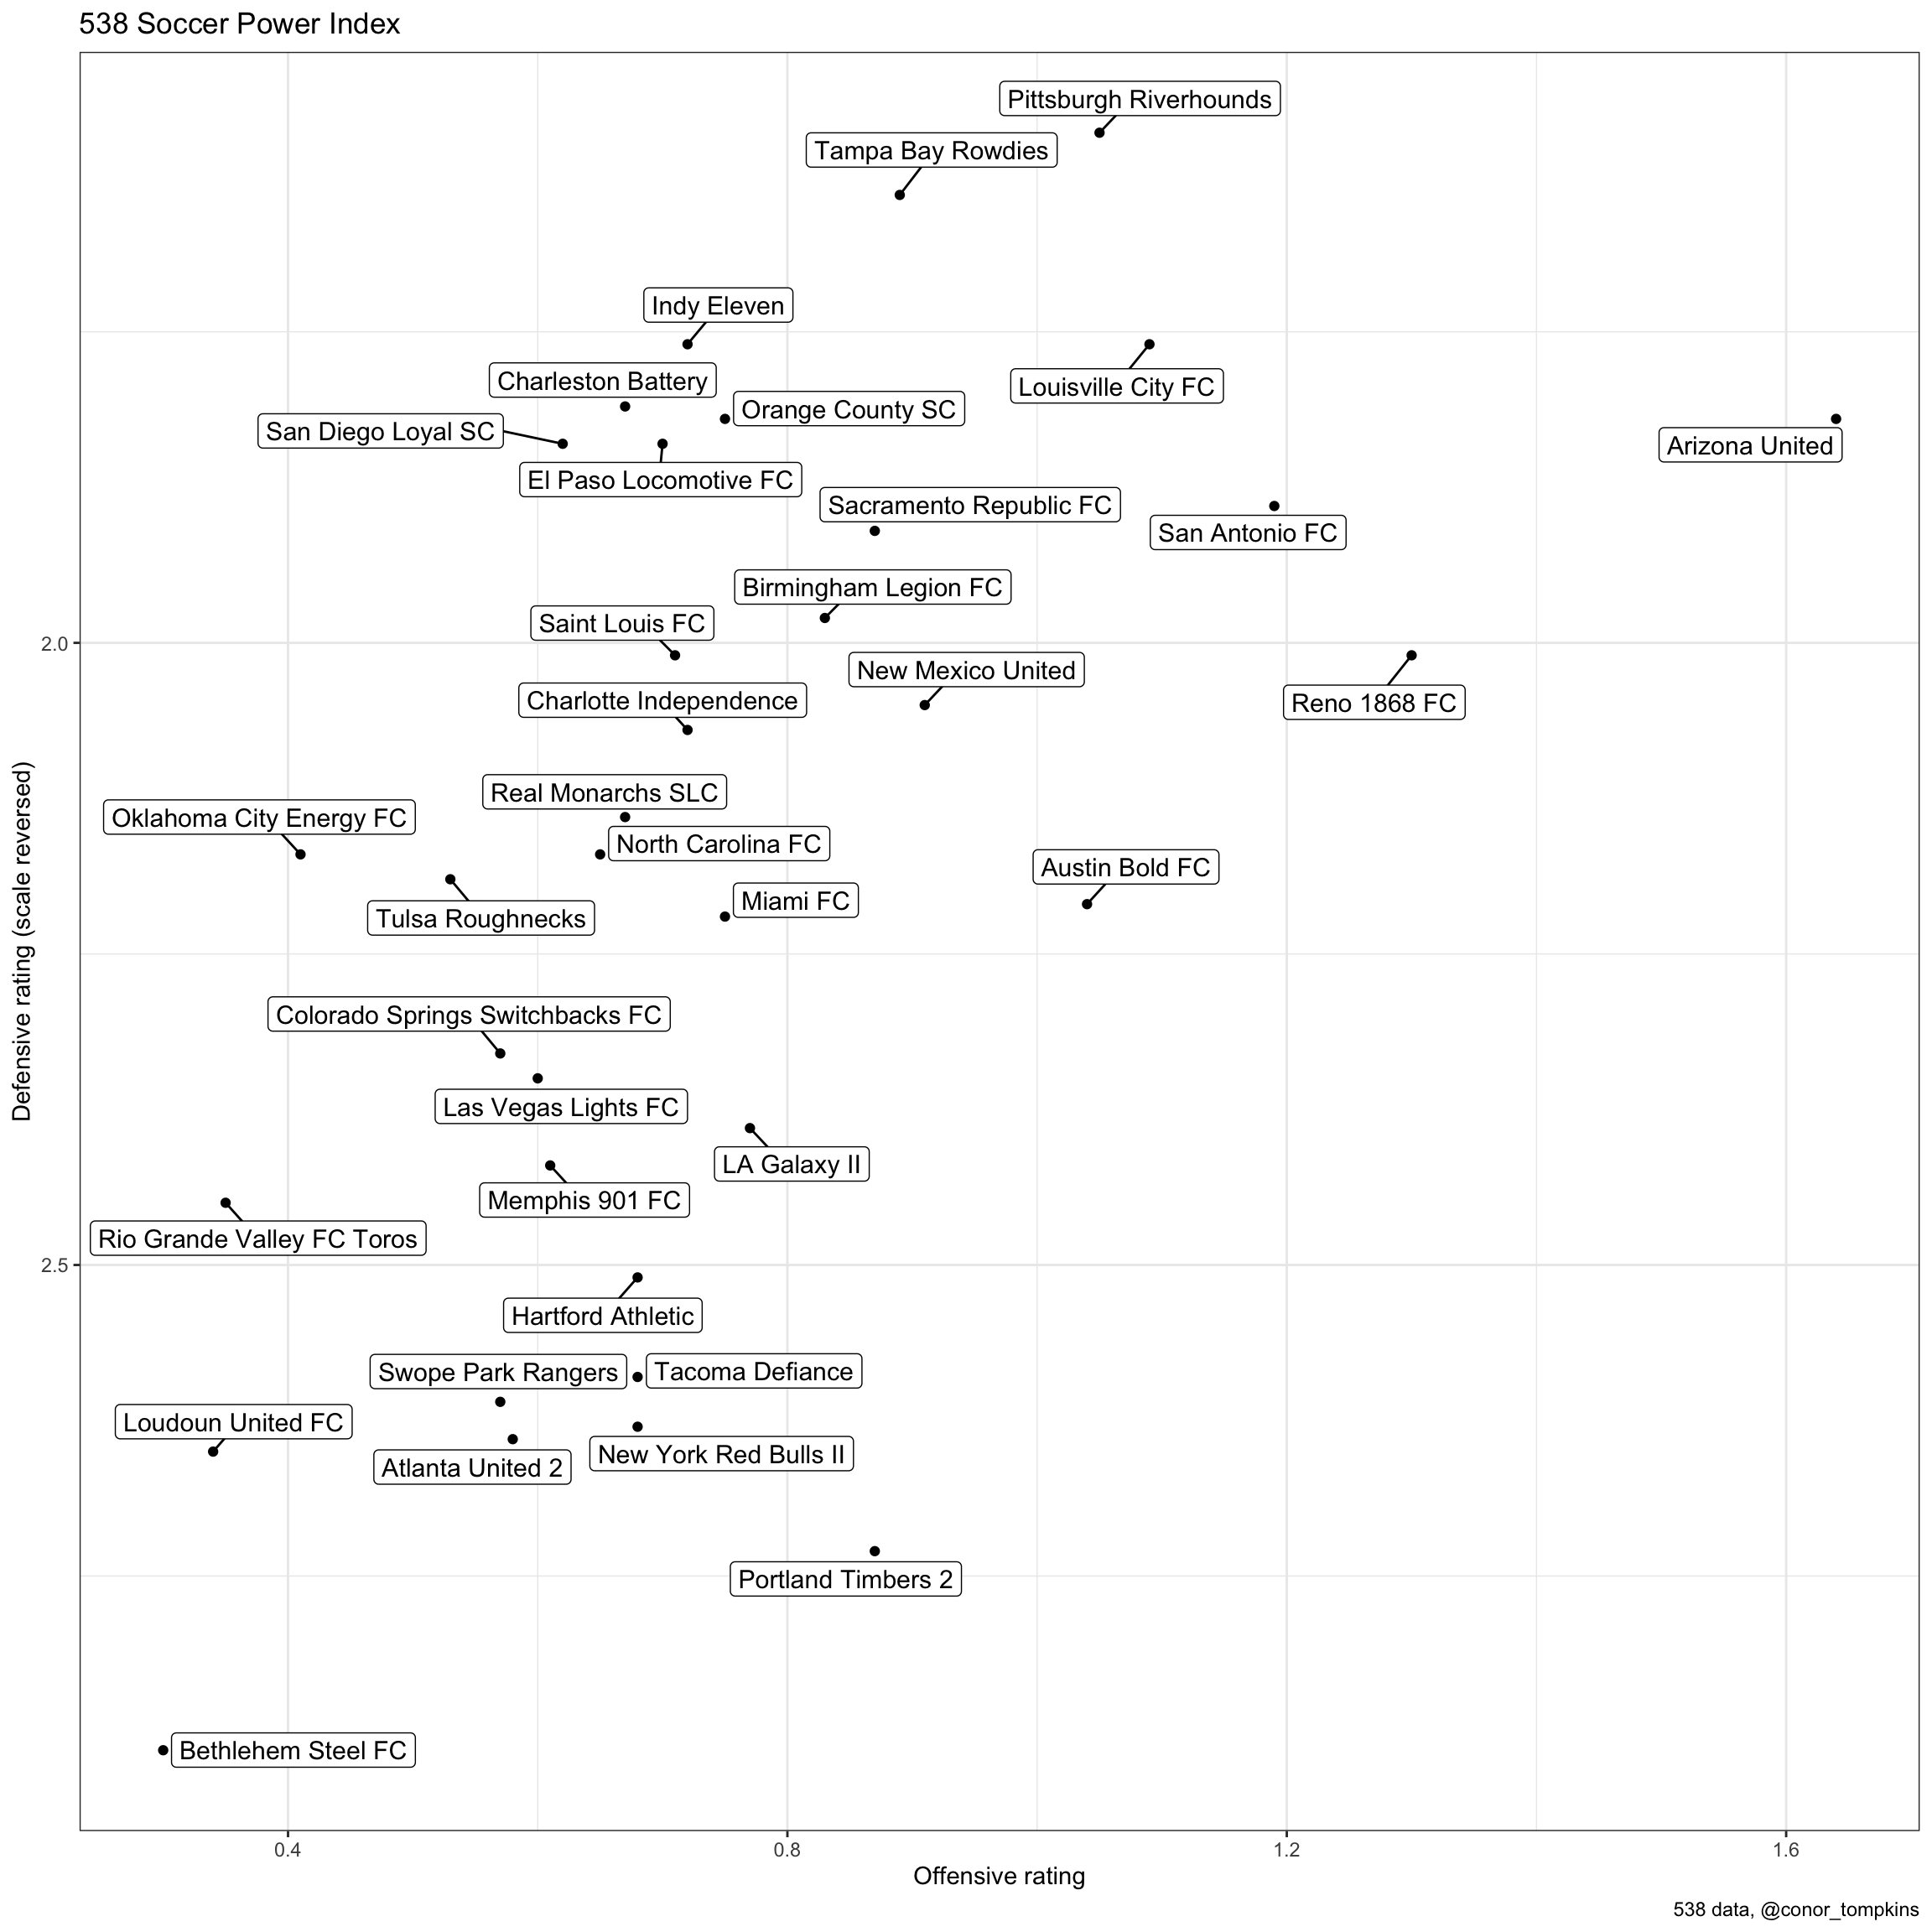 538 Soccer Power Index
Pittsburgh Riverhounds
Tampa Bay Rowdies
Indy Eleven
Charleston Battery
Louisville City FC
Orange County SC
San Diego Loyal SC
Arizona United
El Paso Locomotive FC
Sacramento Republic FC
San Antonio FC
Birmingham Legion FC
Saint Louis FC
2.0
New Mexico United
Charlotte Independence
Reno 1868 FC
Real Monarchs SLC
Oklahoma City Energy FC
North Carolina FC
Austin Bold FC
Miami FC
Tulsa Roughnecks
Defensive rating (scale reversed)
Colorado Springs Switchbacks FC
Las Vegas Lights FC
LA Galaxy II
Memphis 901 FC
Rio Grande Valley FC Toros
2.5
Hartford Athletic
Swope Park Rangers
Tacoma Defiance
Loudoun United FC
New York Red Bulls II
Atlanta United 2
Portland Timbers 2
Bethlehem Steel FC
0.4
0.8
1.2
1.6
Offensive rating
538 data, @conor_tompkins